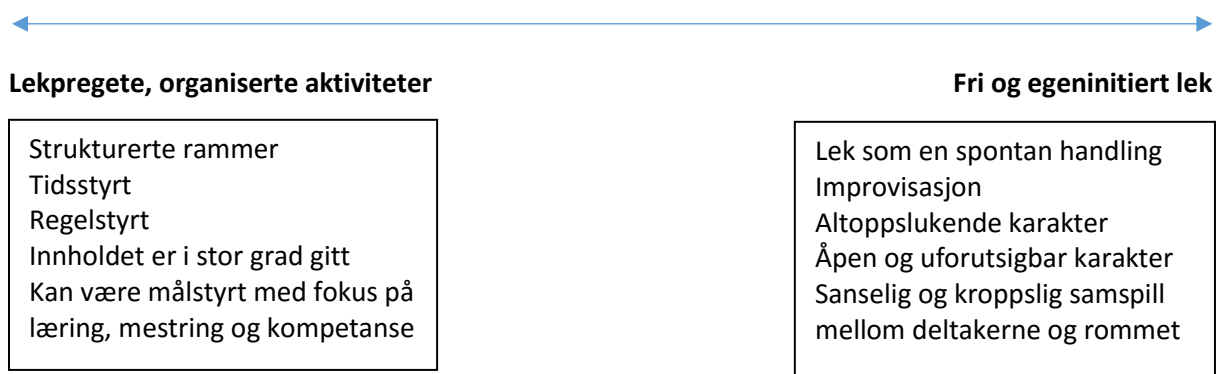 Lekpregete, organiserte aktiviteter
Fri og egeninitiert lek
Strukturerte rammer
Tidsstyrt
Regelstyrt
Innholdet er i stor grad gitt
Kan være målstyrt med fokus på
læring, mestring og kompetanse
Lek som en spontan handling
Improvisasjon
Altoppslukende karakter
Åpen og uforutsigbar karakter
Sanselig og kroppslig samspill
mellom deltakerne og rommet